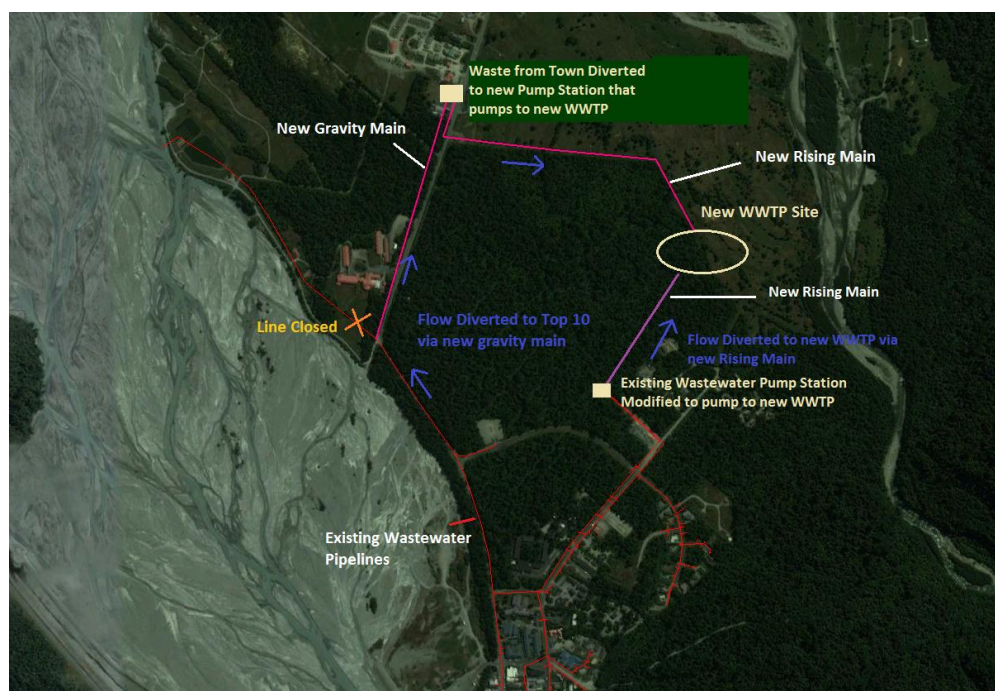 Waste from Town Diverted
to new Pump Station that
pumps to new WWTP
New Gravity Main
New Rising Main
New WWTP Site
New Rising Main
Line Closed
Flow Diverted to Top 10
via new gravity main
Flow Diverted to new WWTP via
new Rising Main
Existing Wastewater Pump Station
Modified to pump to new WWTP
Existing Wastewater
Pipelines